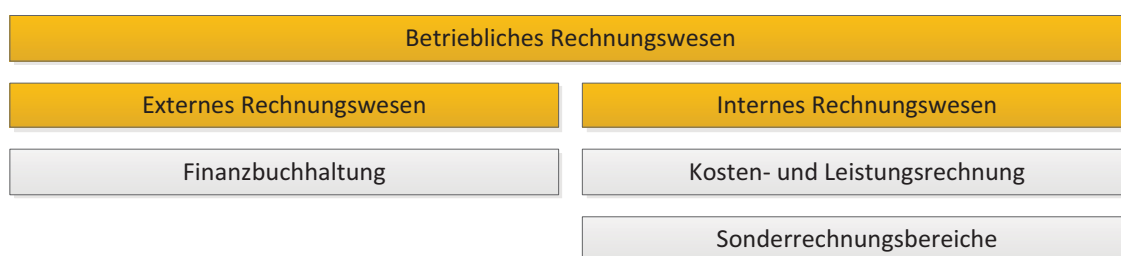 Betriebliches Rechnungswesen
Externes Rechnungswesen
Internes Rechnungswesen
Finanzbuchhaltung
Kosten- und Leistungsrechnung
Sonderrechnungsbereiche